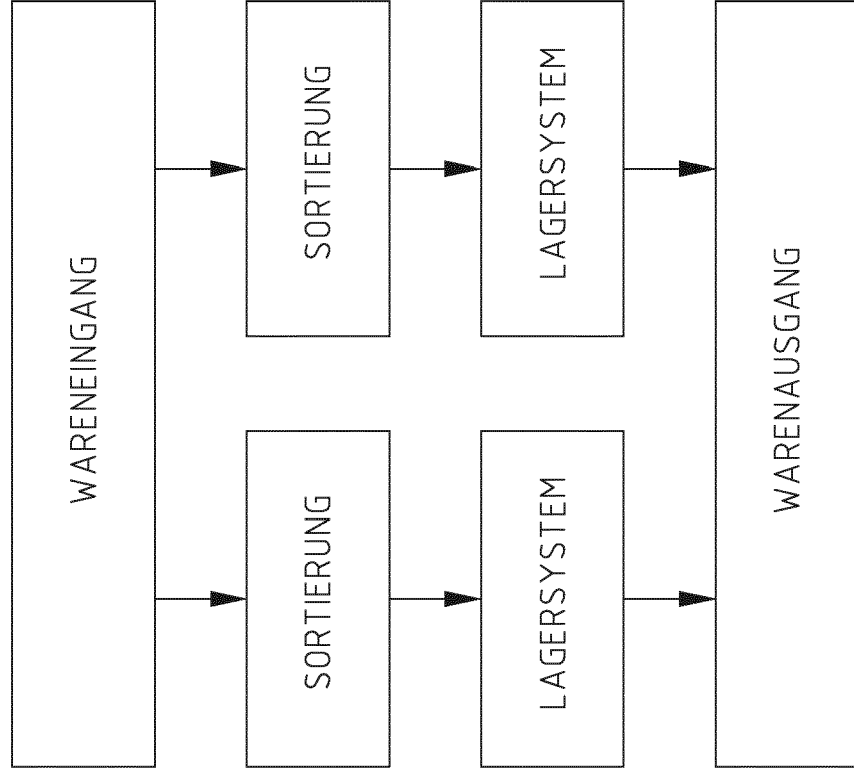 WARENEINGANG
SORTIERUNG
LAGERSYSTEM
SORTIERUNG
LAGERSYSTEM
WARENAUSGANG